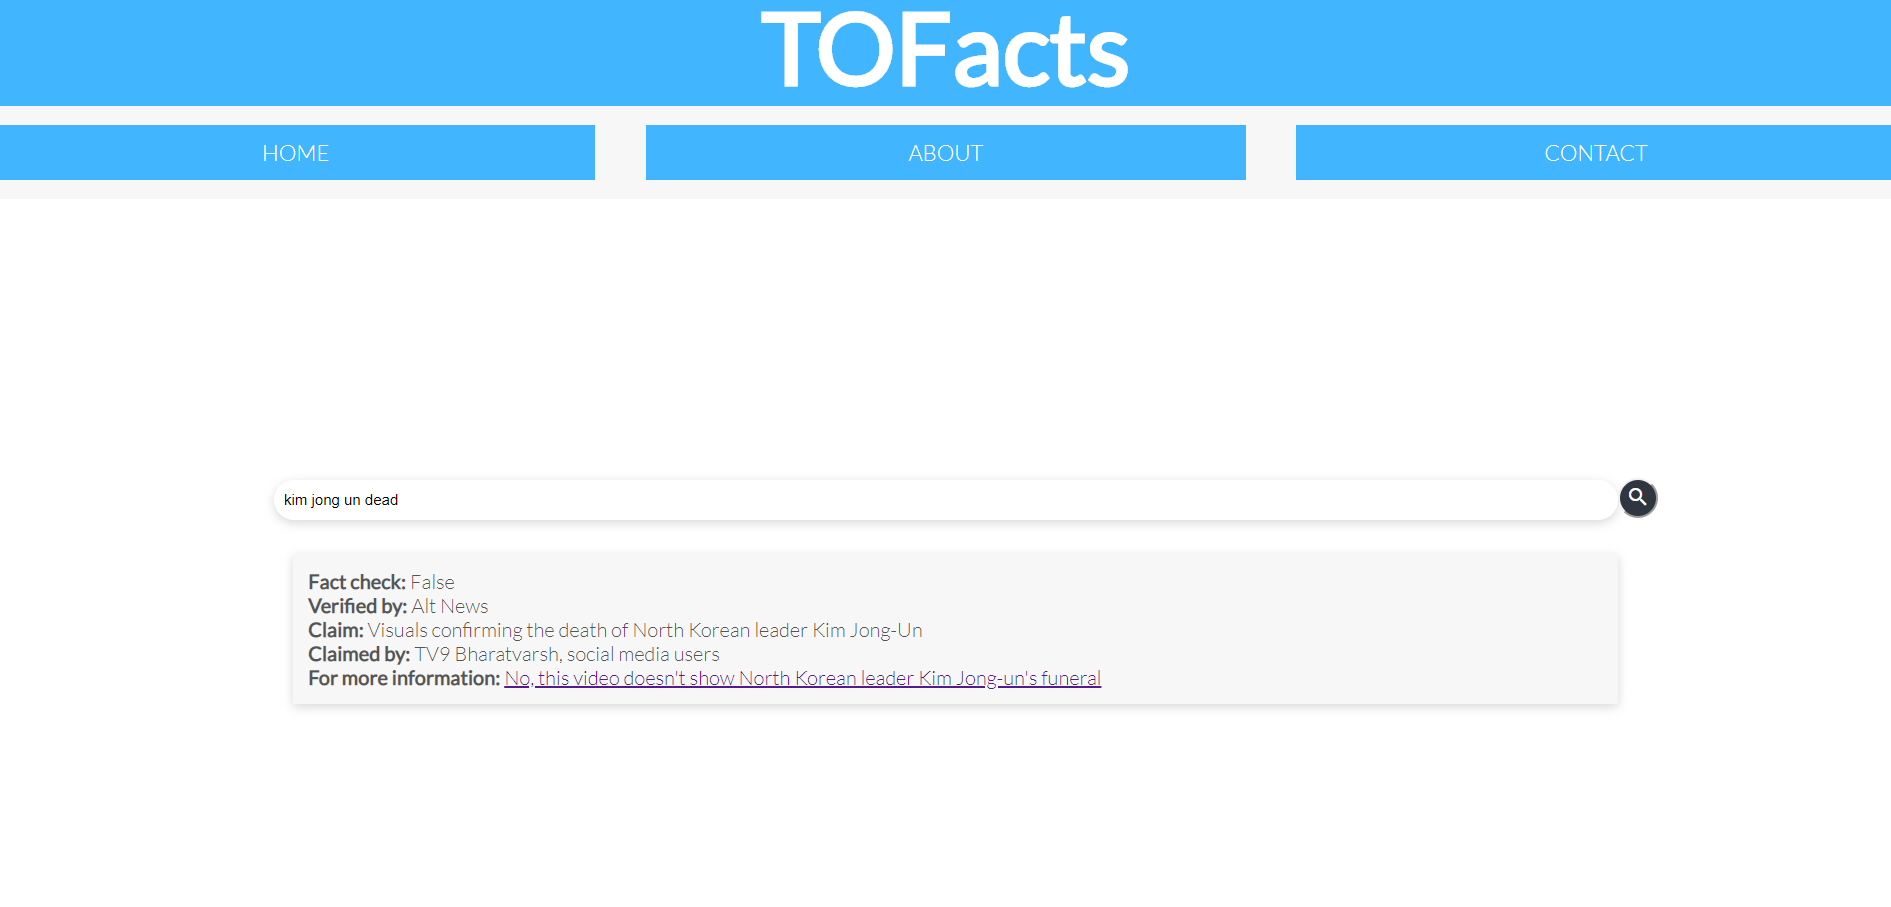 TOFacts
HOME
ABOUT
CONTACT
kim jong un dead
Fact check: False
Verified by: Alt News
Claim: Visuals confirming the death of North Korean leader Kim Jong-Un
Claimed by: TV9 Bharatvarsh, social media users
For more information: No, this video doesn't show North Korean leader Kim Jong-un's funeral